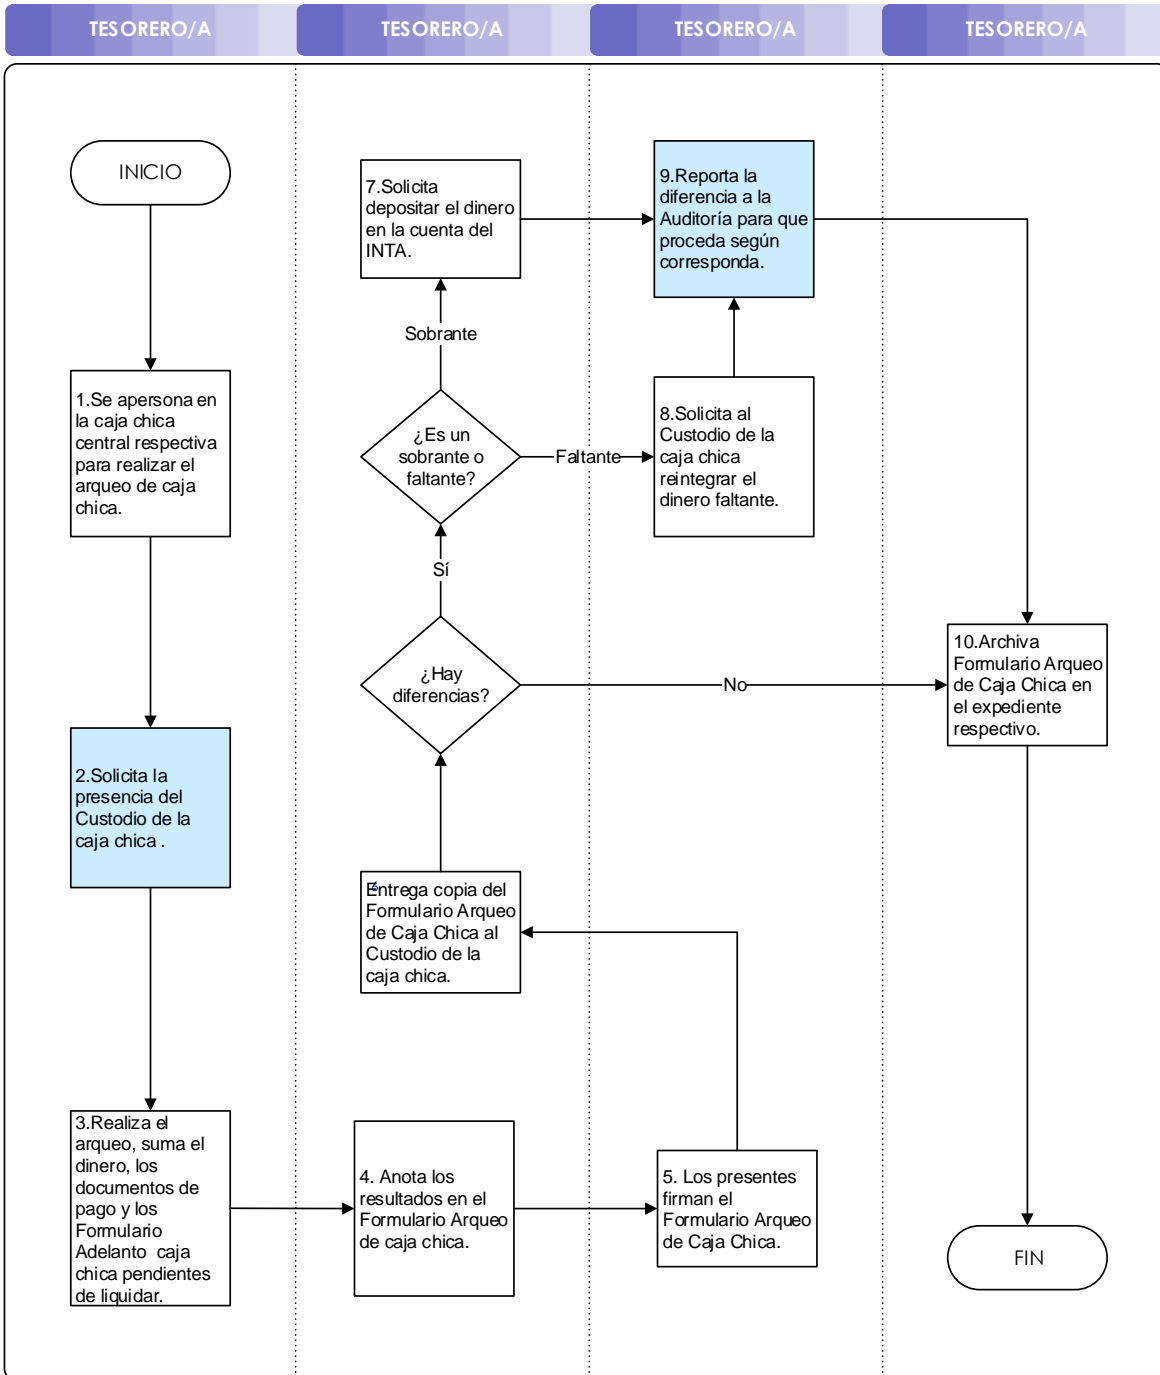 TESORERO/A
TESORERO/A
TESORERO/A
TESORERO/A
INICIO
1.Se apersona en
la caja chica
central respectiva
para realizar el
arqueo de caja
chica.
2.Solicita la
presencia del
Custodio de la
caja chica .
3.Realiza el
arqueo, suma el
dinero, los
documentos de
pago y los
Formulario
Adelanto caja
chica pendientes
de liquidar.
4. Anota los
resultados en el
Formulario Arqueo
de caja chica.
5. Los presentes
firman el
Formulario Arqueo
de Caja Chica.
6
Entrega copia del
Formulario Arqueo
de Caja Chica al
Custodio de la
caja chica.
¿Hay
diferencias?
Sí
No
¿Es un
sobrante o
faltante?
Sobrante
Faltante
7.Solicita
depositar el dinero
en la cuenta del
INTA.
8.Solicita al
Custodio de la
caja chica
reintegrar el
dinero faltante.
9.Reporta la
diferencia a la
Auditoría para que
proceda según
corresponda.
10.Archiva
Formulario Arqueo
de Caja Chica en
el expediente
respectivo.
FIN